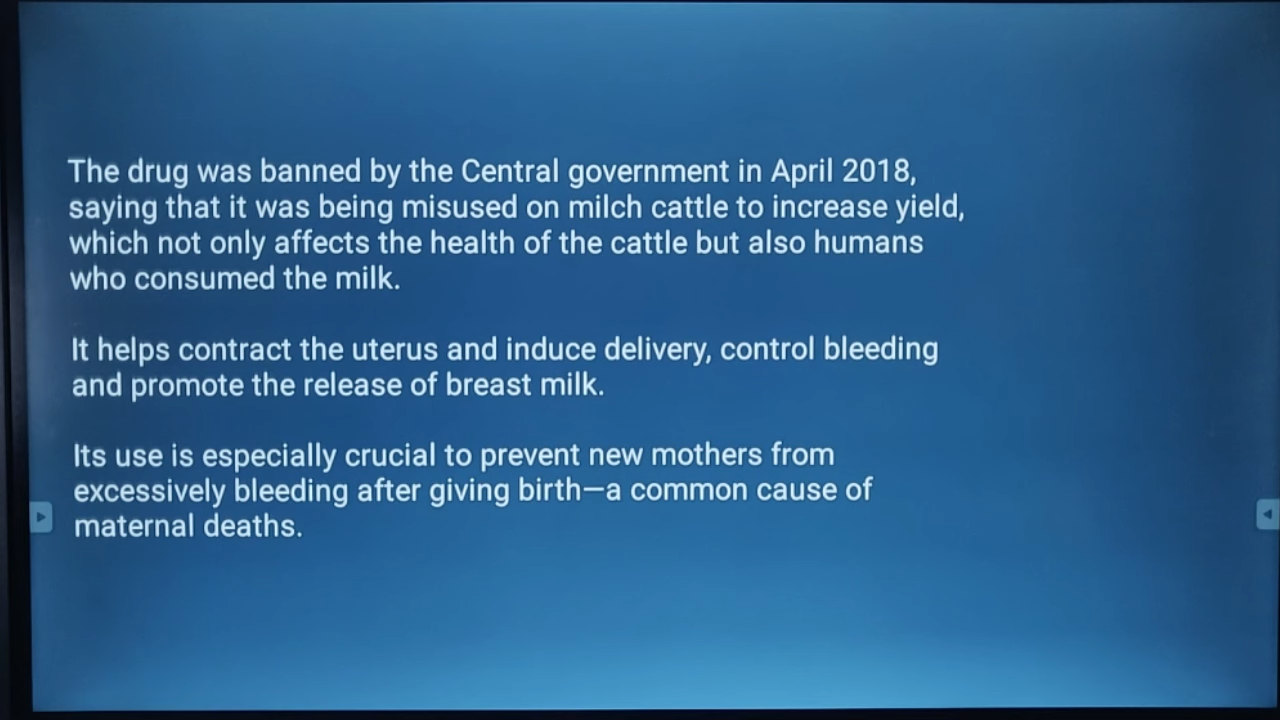 The drug was banned by the Central government in April 2018,
saying that it was being misused on milch cattle to increase yield,
which not only affects the health of the cattle but also humans
who consumed the milk.
It helps contract the uterus and induce delivery, control bleeding
and promote the release of breast milk.
Its use is especially crucial to prevent new mothers from
excessively bleeding after giving birth—a common cause of
maternal deaths.